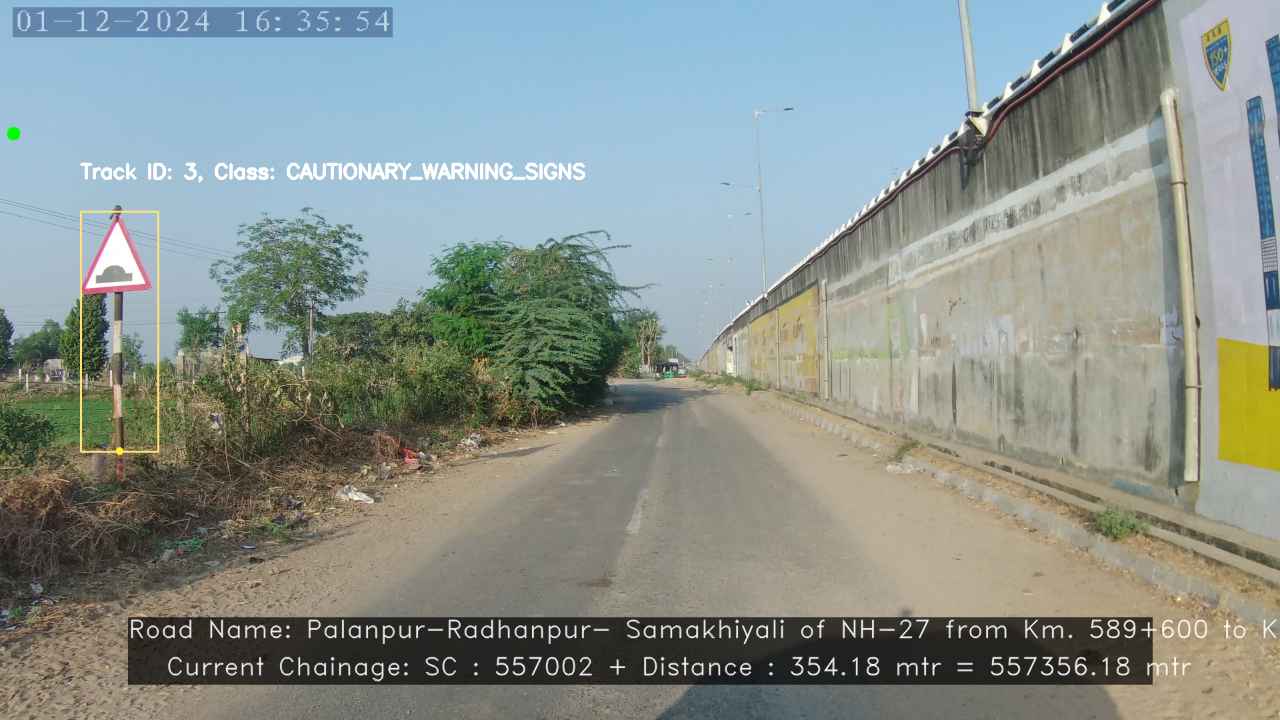 01-12-2024 16:35:54
Track ID: 3, Class: CAUTIONARY_WARNING_SIGNS
Road Name: Palanpur-Radhanpur- Samakhiyali of NH-27 from Km. 589+600 to K
Current Chainage: SC : 557002 + Distance : 354.18 mtr = 557356.18 mtr